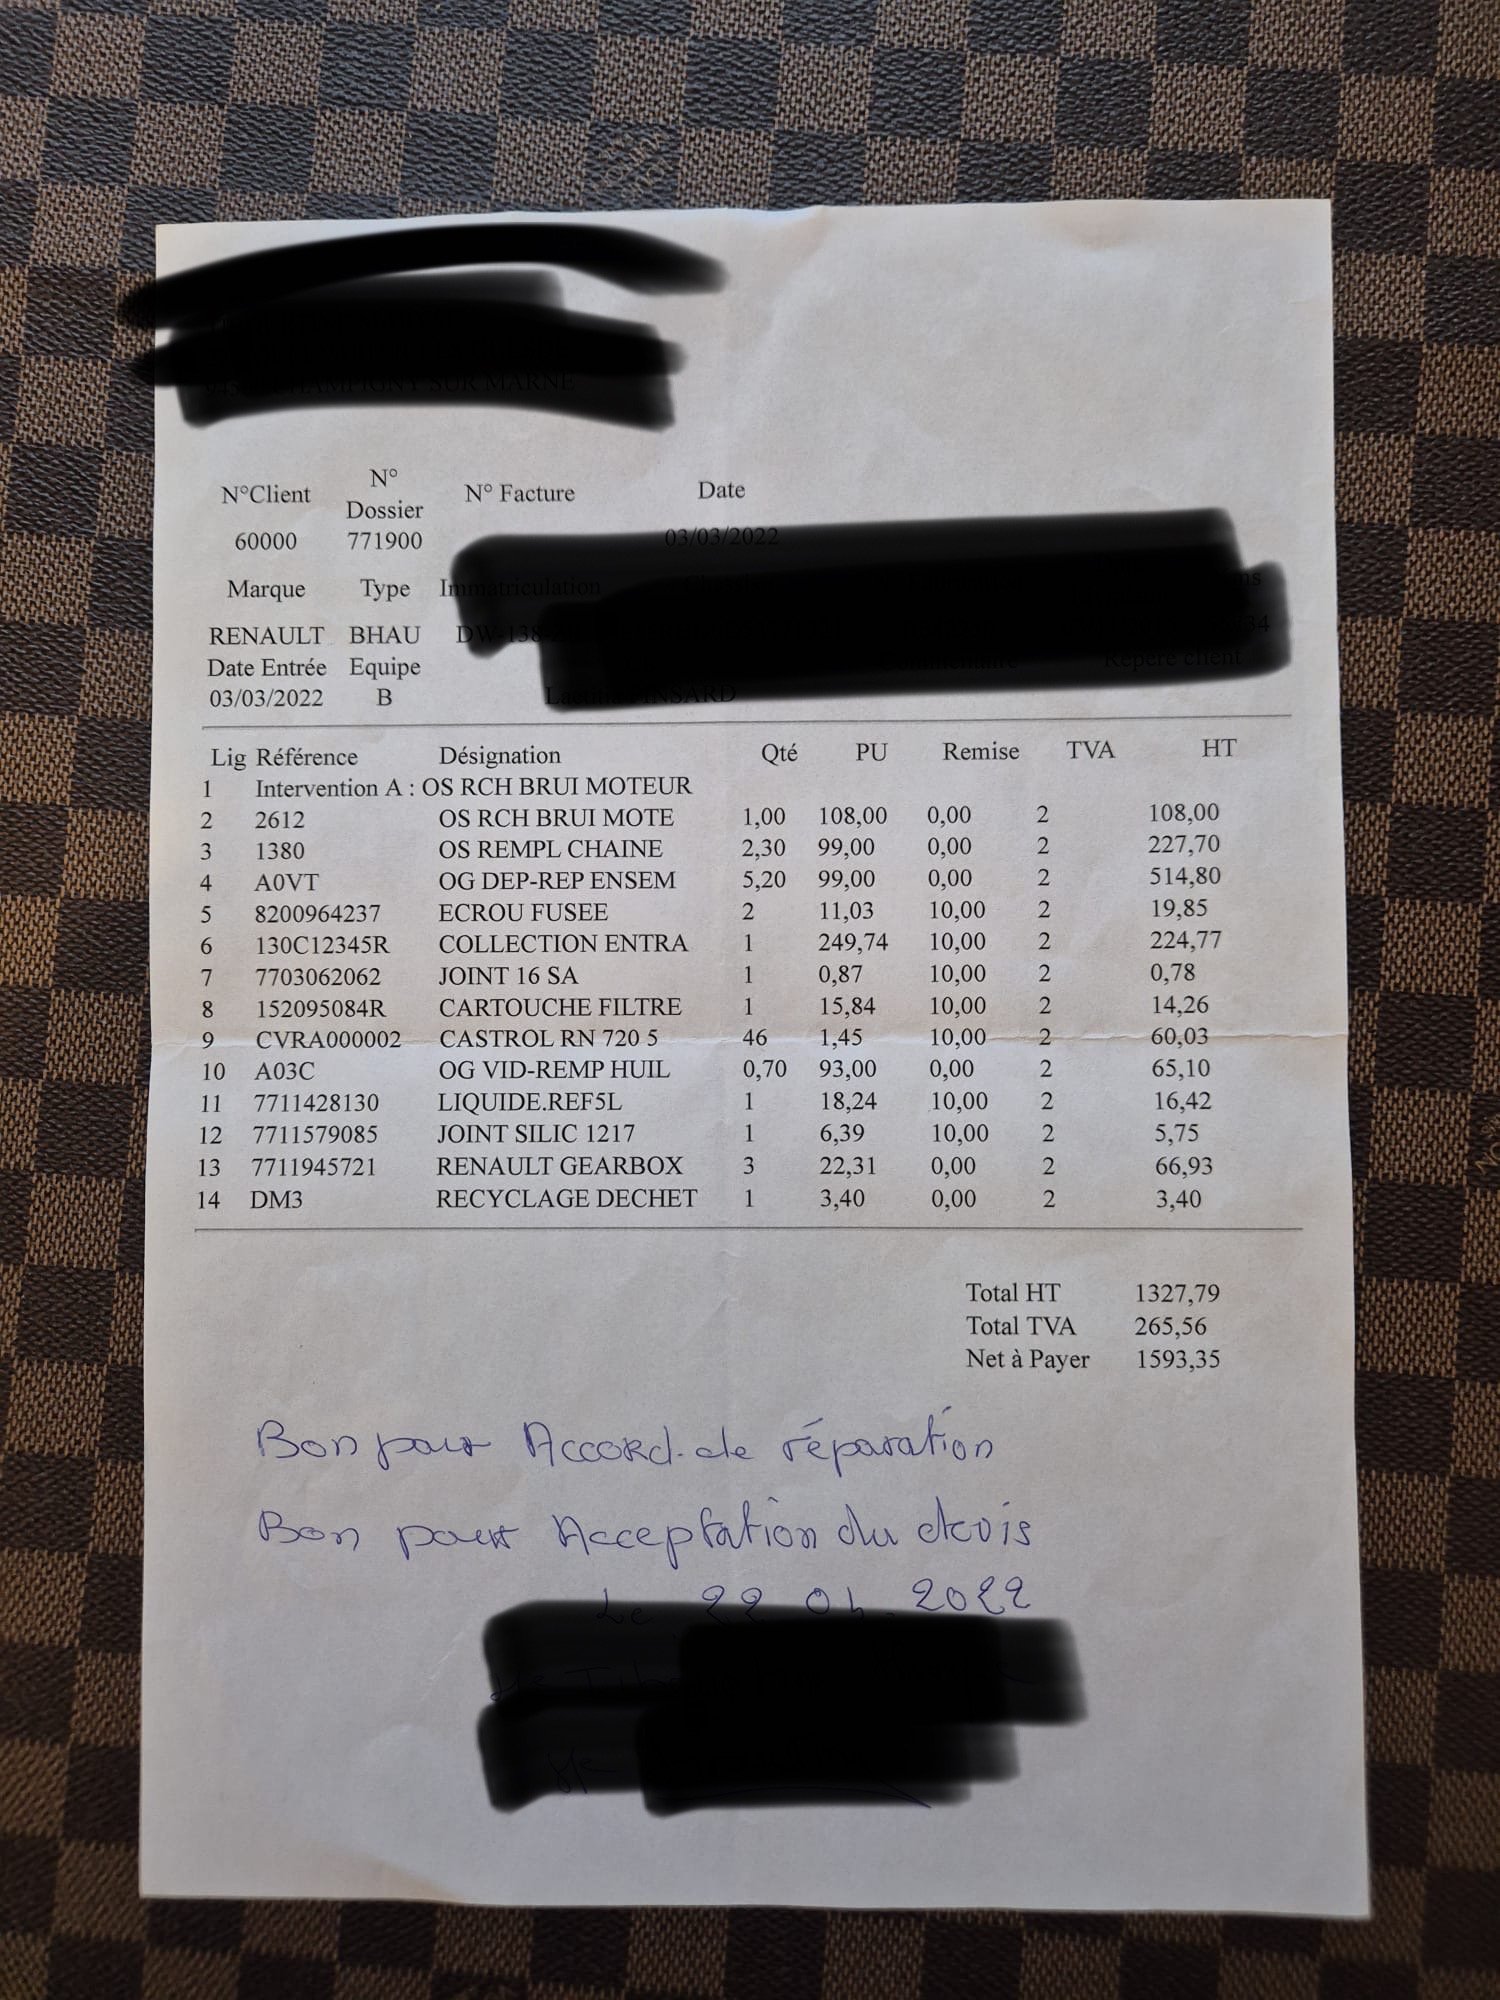 N°Client N° Dossier N° Facture Date
60000 771900 03/03/2022
Marque Type Immatriculation
RENAULT BHAU
Date Entrée Equipe
03/03/2022 B
Lig Référence Désignation Qté PU Remise TVA HT
1 Intervention A : OS RCH BRUI MOTEUR
2 2612 OS RCH BRUI MOTE 1,00 108,00 0,00 2 108,00
3 1380 OS REMPL CHAINE 2,30 99,00 0,00 2 227,70
4 A0VT OG DEP-REP ENSEM 5,20 99,00 0,00 2 514,80
5 8200964237 ECROU FUSEE 2 11,03 10,00 2 19,85
6 130C12345R COLLECTION ENTRA 1 249,74 10,00 2 224,77
7 7703062062 JOINT 16 SA 1 0,87 10,00 2 0,78
8 152095084R CARTOUCHE FILTRE 1 15,84 10,00 2 14,26
9 CVRA000002 CASTROL RN 720 5 46 1,45 10,00 2 60,03
10 A03C OG VID-REMP HUIL 0,70 93,00 0,00 2 65,10
11 7711428130 LIQUIDE.REF5L 1 18,24 10,00 2 16,42
12 7711579085 JOINT SILIC 1217 1 6,39 10,00 2 5,75
13 7711945721 RENAULT GEARBOX 3 22,31 0,00 2 66,93
14 DM3 RECYCLAGE DECHET 1 3,40 0,00 2 3,40
Total HT 1327,79
Total TVA 265,56
Net à Payer 1593,35
Bon pour Accord de réparation
Bon pour Acceptation du devis
Le 22 04. 2022